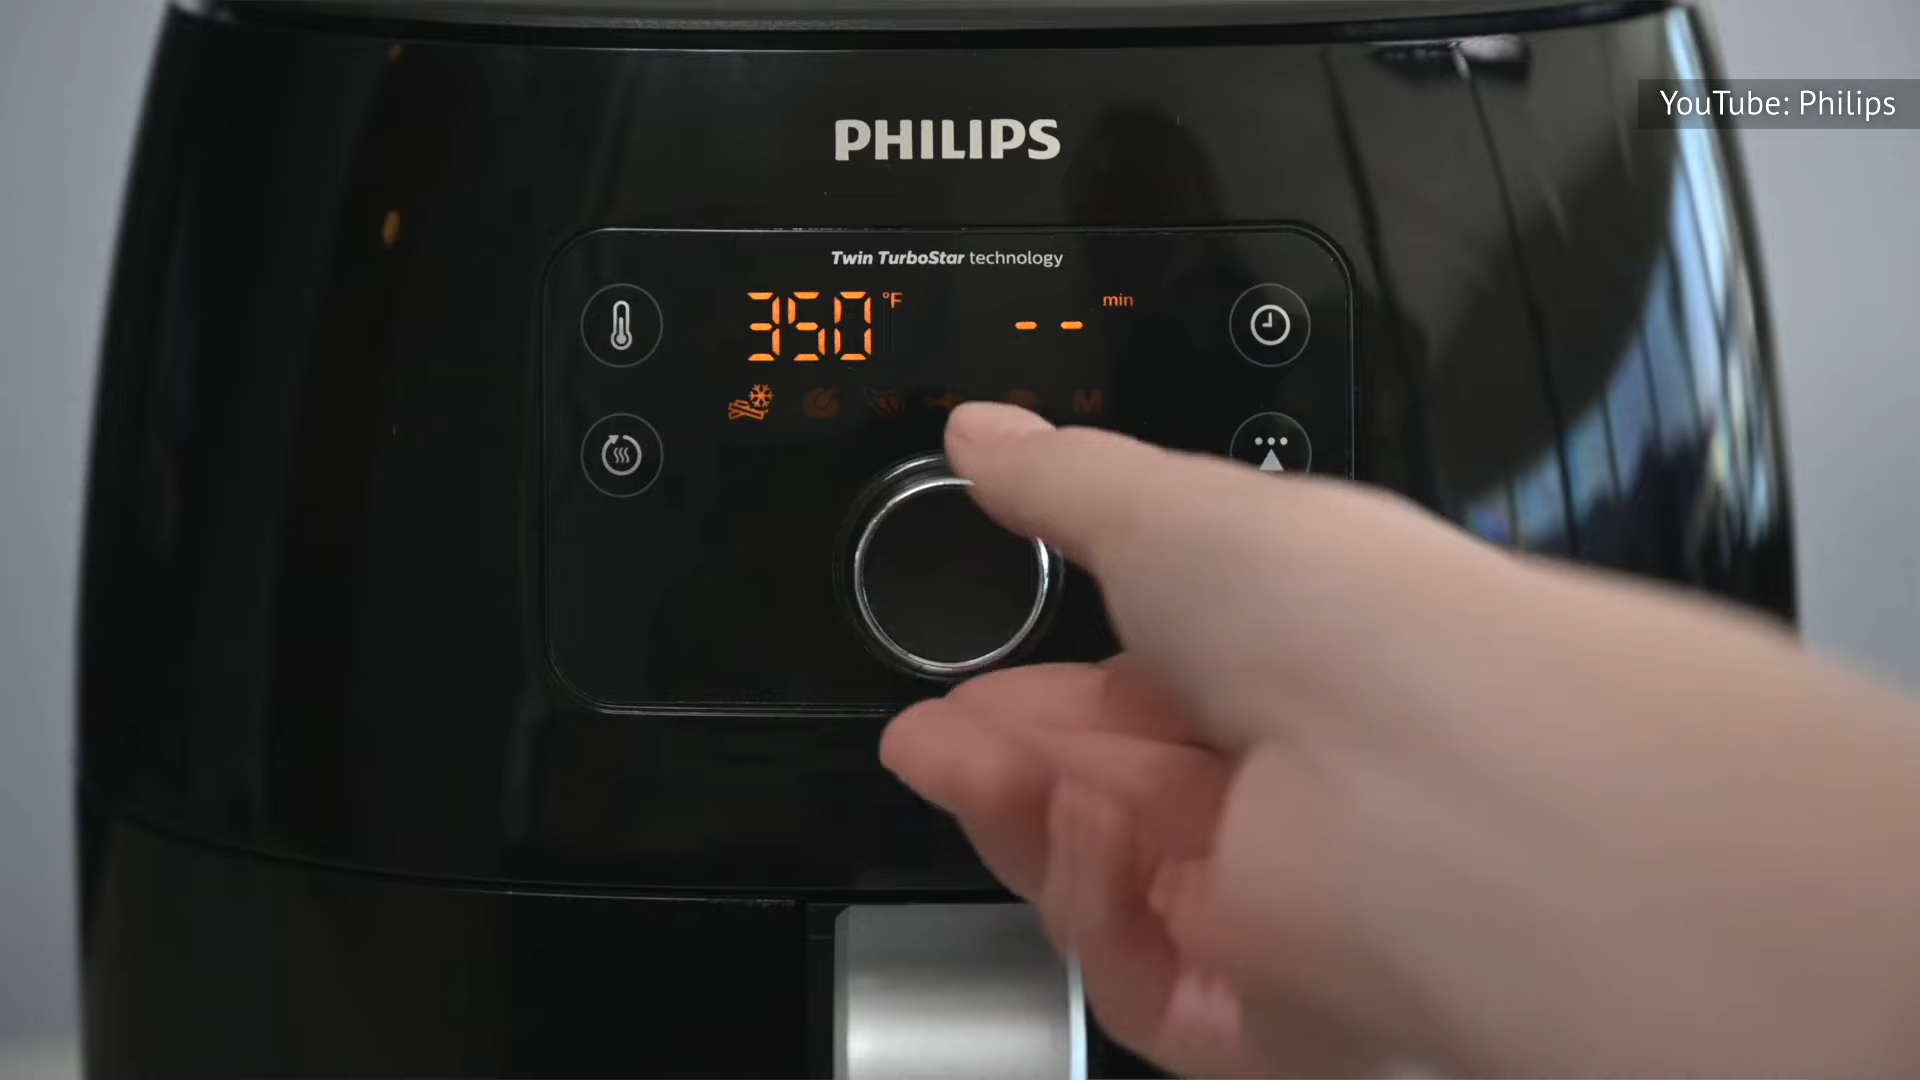 YouTube: Philips
PHILIPS
Twin TurboStar technology
350 °F
-- min
M